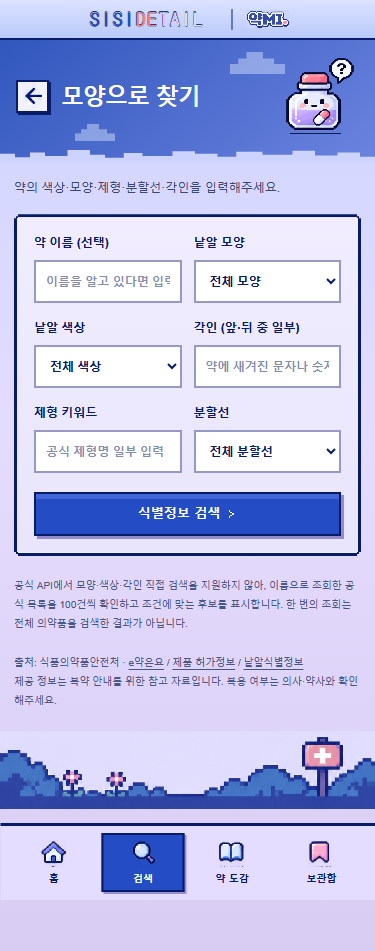 SISIDETAIL | 약MI.
?
모양으로 찾기
약의 색상·모양·제형·분할선·각인을 입력해주세요.
약 이름 (선택) 낱알 모양
이름을 알고 있다면 입력 전체 모양
낱알 색상 각인 (앞·뒤 중 일부)
전체 색상 약에 새겨진 문자나 숫자
제형 키워드 분할선
공식 제형명 일부 입력 전체 분할선
식별정보 검색 >
공식 API에서 모양·색상·각인 직접 검색을 지원하지 않아, 이름으로 조회한 공
식 목록을 100건씩 확인하고 조건에 맞는 후보를 표시합니다. 한 번의 조회는
전체 의약품을 검색한 결과가 아닙니다.
출처: 식품의약품안전처 · e약은요 / 제품 허가정보 / 낱알식별정보
제공 정보는 복약 안내를 위한 참고 자료입니다. 복용 여부는 의사·약사와 확인
해주세요.
홈 검색 약 도감 보관함